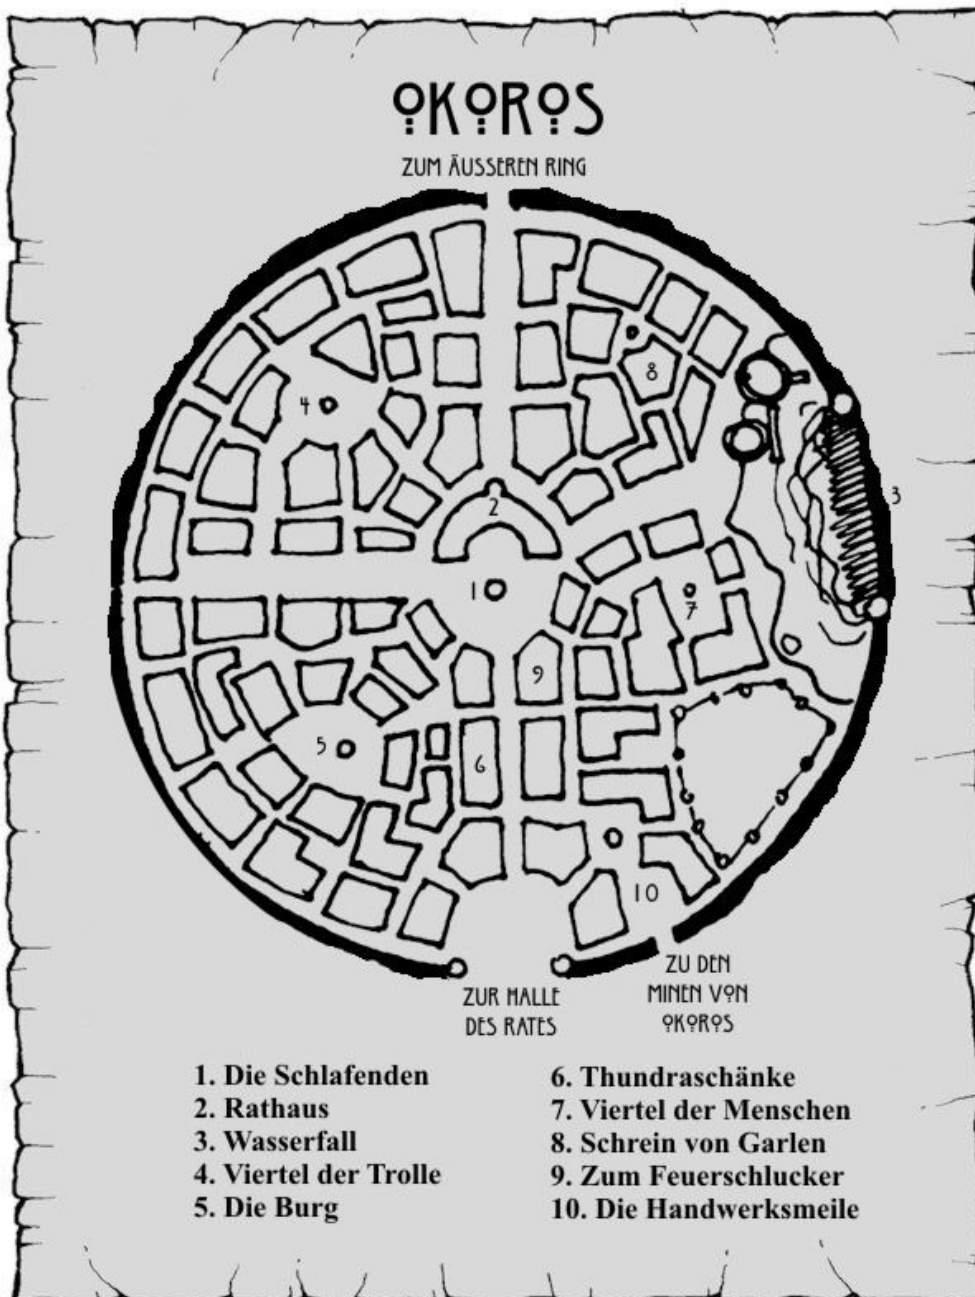 OKOROS
ZUM ÄUSSEREN RING
8
4
2
3
1
7
9
5
6
10
ZUR HALLE
DES RATES
ZU DEN
MINEN VON
OKOROS
1. Die Schlafenden
2. Rathaus
3. Wasserfall
4. Viertel der Trolle
5. Die Burg
6. Thundraschänke
7. Viertel der Menschen
8. Schrein von Garlen
9. Zum Feuerschlucker
10. Die Handwerksmeile